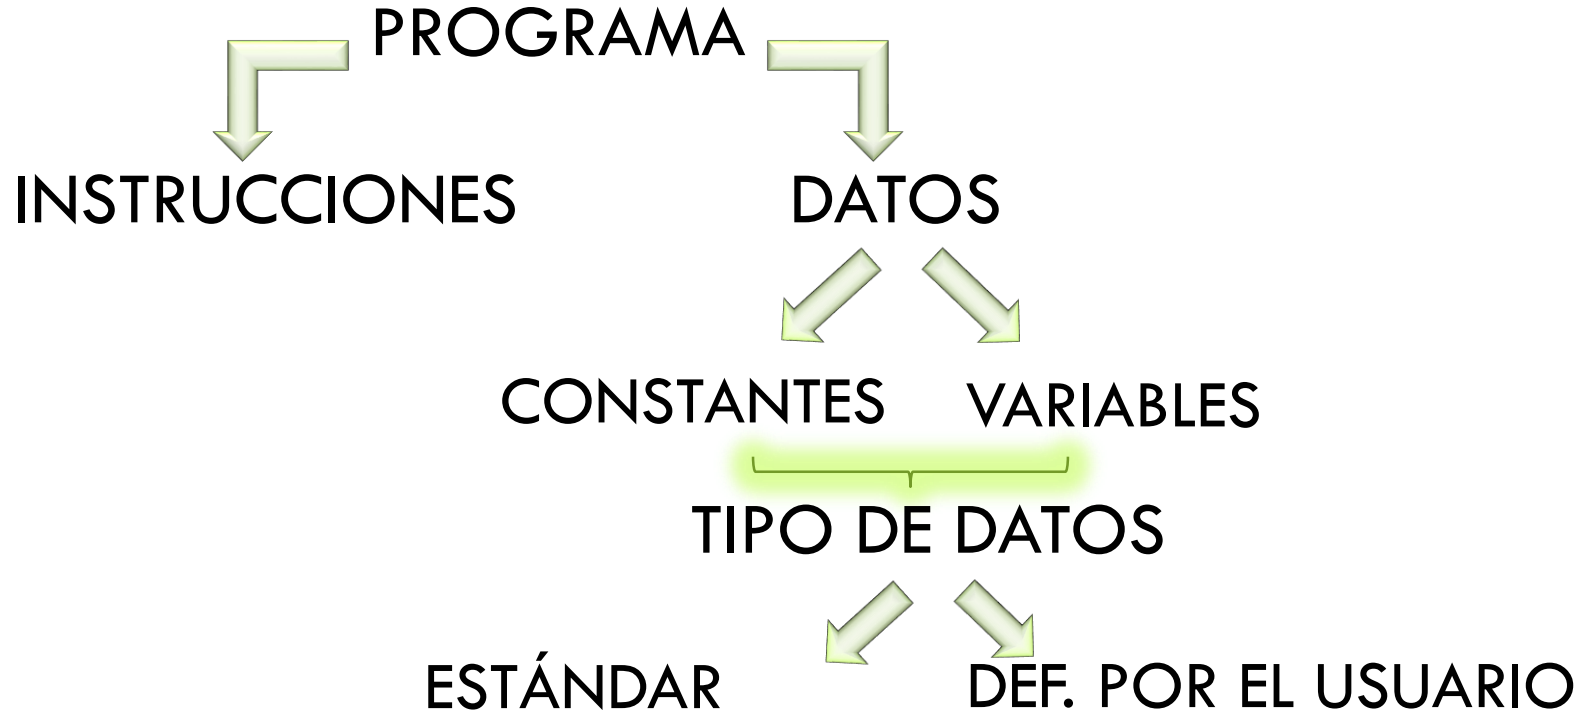 PROGRAMA
INSTRUCCIONES
DATOS
CONSTANTES
VARIABLES
TIPO DE DATOS
ESTÁNDAR
DEF. POR EL USUARIO